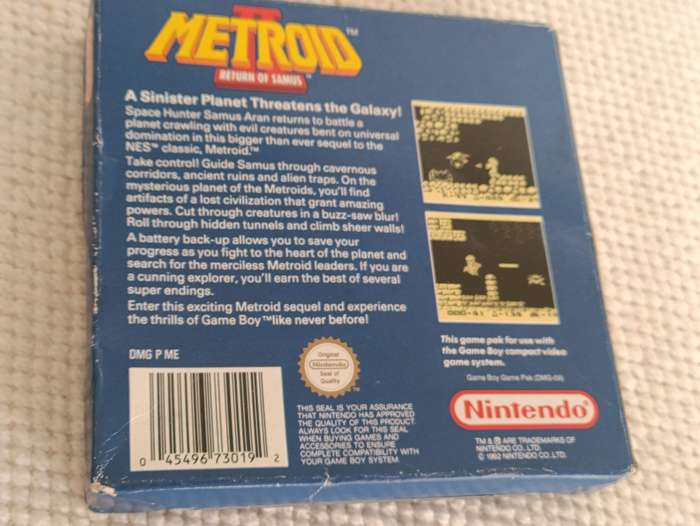 METROID II ™
RETURN OF SAMUS ™
A Sinister Planet Threatens the Galaxy!
Space Hunter Samus Aran returns to battle a
planet crawling with evil creatures bent on universal
domination in this bigger than ever sequel to the
NES™ classic, Metroid.™
Take control! Guide Samus through cavernous
corridors, ancient ruins and alien traps. On the
mysterious planet of the Metroids, you'll find
artifacts of a lost civilization that grant amazing
powers. Cut through creatures in a buzz-saw blur!
Roll through hidden tunnels and climb sheer walls!
A battery back-up allows you to save your
progress as you fight to the heart of the planet and
search for the merciless Metroid leaders. If you are
a cunning explorer, you'll earn the best of several
super endings.
Enter this exciting Metroid sequel and experience
the thrills of Game Boy™ like never before!
This game pak for use with
the Game Boy compact video
game system.
Game Boy Game Pak (DMG-09)
DMG P ME
0 45496 73019 2
Original
Nintendo
Seal of
Quality
THIS SEAL IS YOUR ASSURANCE
THAT NINTENDO HAS APPROVED
THE QUALITY OF THIS PRODUCT.
ALWAYS LOOK FOR THIS SEAL
WHEN BUYING GAMES AND
ACCESSORIES TO ENSURE
COMPLETE COMPATIBILITY WITH
YOUR GAME BOY SYSTEM.
Nintendo®
TM & ® ARE TRADEMARKS OF
NINTENDO CO., LTD.
© 1992 NINTENDO CO., LTD.